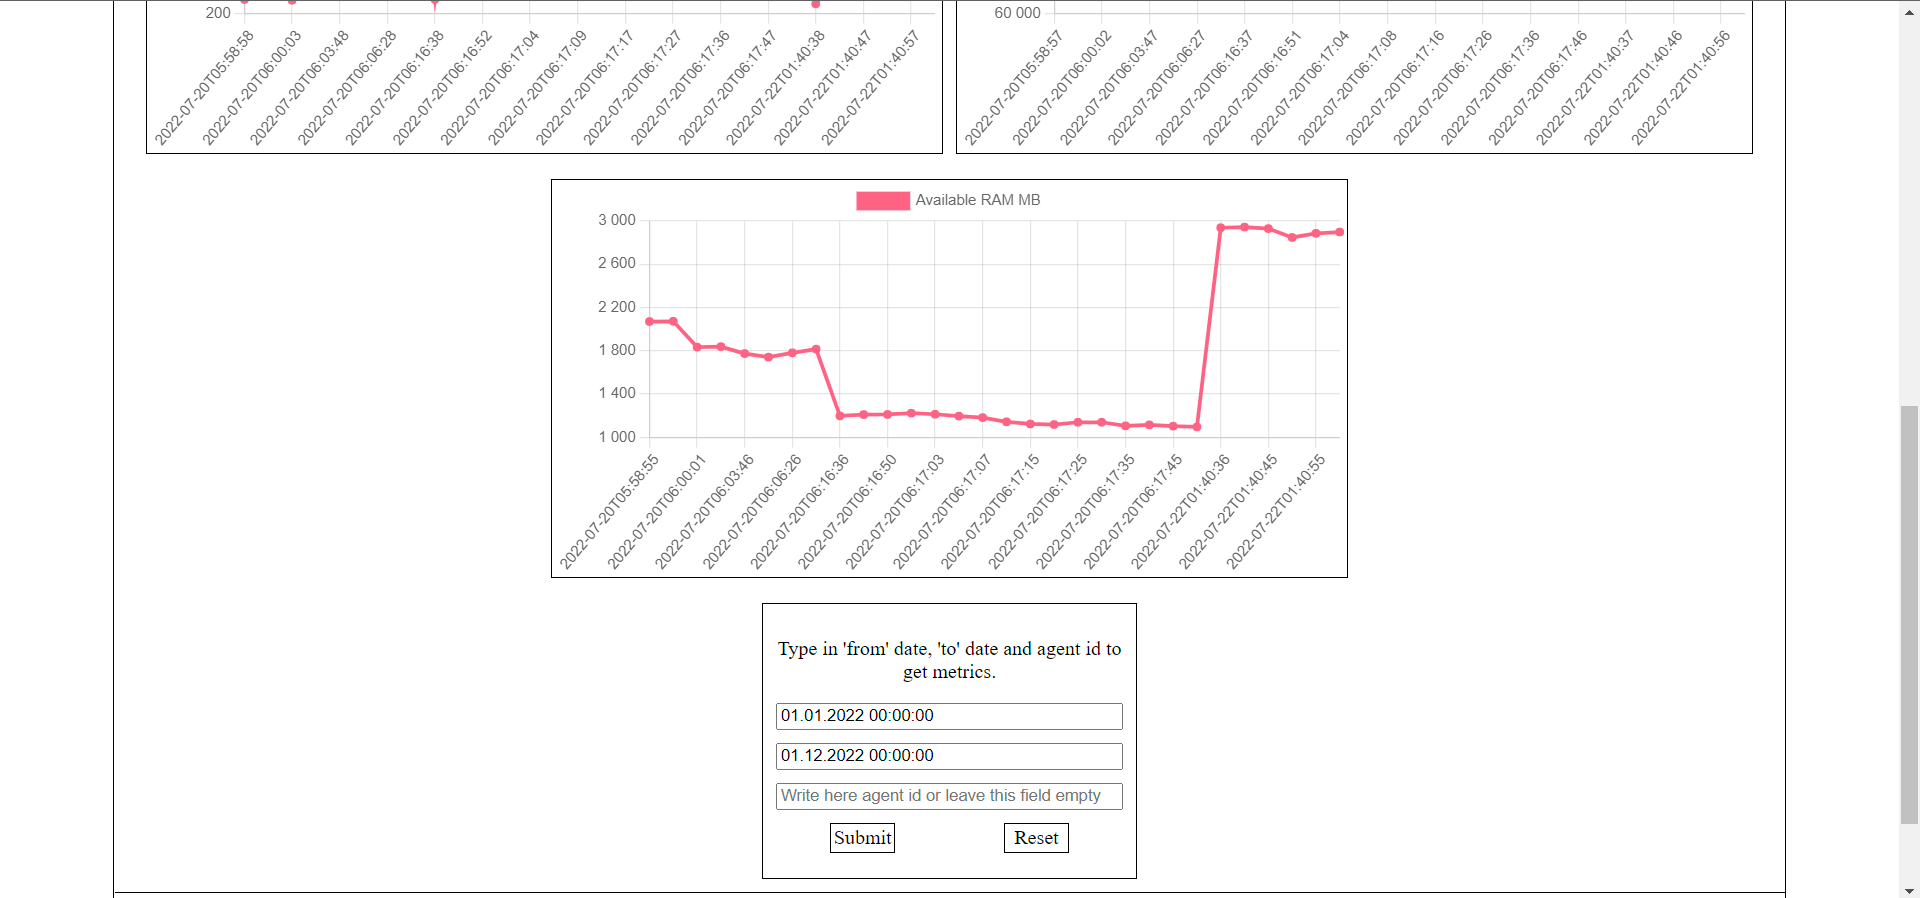 200
2022-07-20T05:58:58
2022-07-20T06:00:03
2022-07-20T06:03:48
2022-07-20T06:06:28
2022-07-20T06:16:38
2022-07-20T06:16:52
2022-07-20T06:17:04
2022-07-20T06:17:09
2022-07-20T06:17:17
2022-07-20T06:17:27
2022-07-20T06:17:36
2022-07-20T06:17:47
2022-07-22T01:40:38
2022-07-22T01:40:47
2022-07-22T01:40:57
60 000
2022-07-20T05:58:57
2022-07-20T06:00:02
2022-07-20T06:03:47
2022-07-20T06:06:27
2022-07-20T06:16:37
2022-07-20T06:16:51
2022-07-20T06:17:04
2022-07-20T06:17:08
2022-07-20T06:17:16
2022-07-20T06:17:26
2022-07-20T06:17:36
2022-07-20T06:17:46
2022-07-22T01:40:37
2022-07-22T01:40:46
2022-07-22T01:40:56
Available RAM MB
3 000
2 600
2 200
1 800
1 400
1 000
2022-07-20T05:58:55
2022-07-20T06:00:01
2022-07-20T06:03:46
2022-07-20T06:06:26
2022-07-20T06:16:36
2022-07-20T06:16:50
2022-07-20T06:17:03
2022-07-20T06:17:07
2022-07-20T06:17:15
2022-07-20T06:17:25
2022-07-20T06:17:35
2022-07-20T06:17:45
2022-07-22T01:40:36
2022-07-22T01:40:45
2022-07-22T01:40:55
Type in 'from' date, 'to' date and agent id to
get metrics.
01.01.2022 00:00:00
01.12.2022 00:00:00
Write here agent id or leave this field empty
Submit
Reset